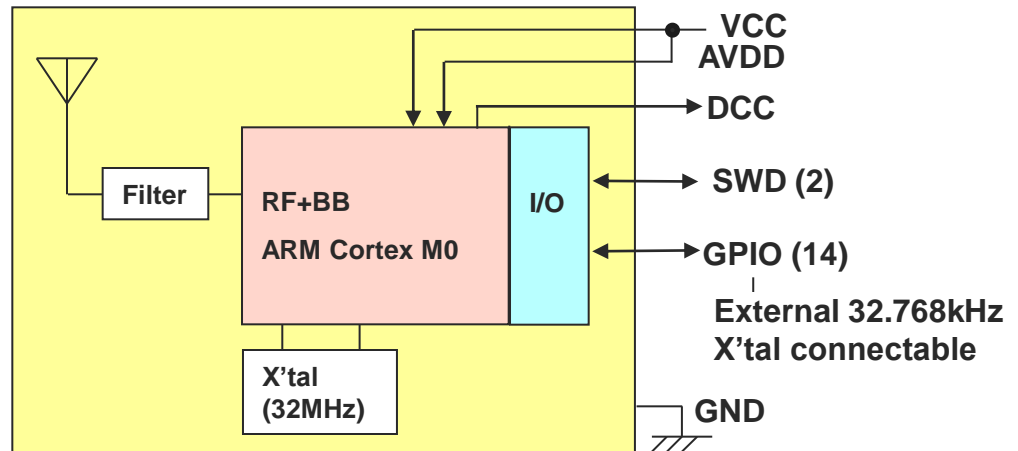 VCC
AVDD
DCC
Filter
RF+BB
ARM Cortex M0
I/O
SWD (2)
GPIO (14)
External 32.768kHz
X'tal connectable
X'tal
(32MHz)
GND